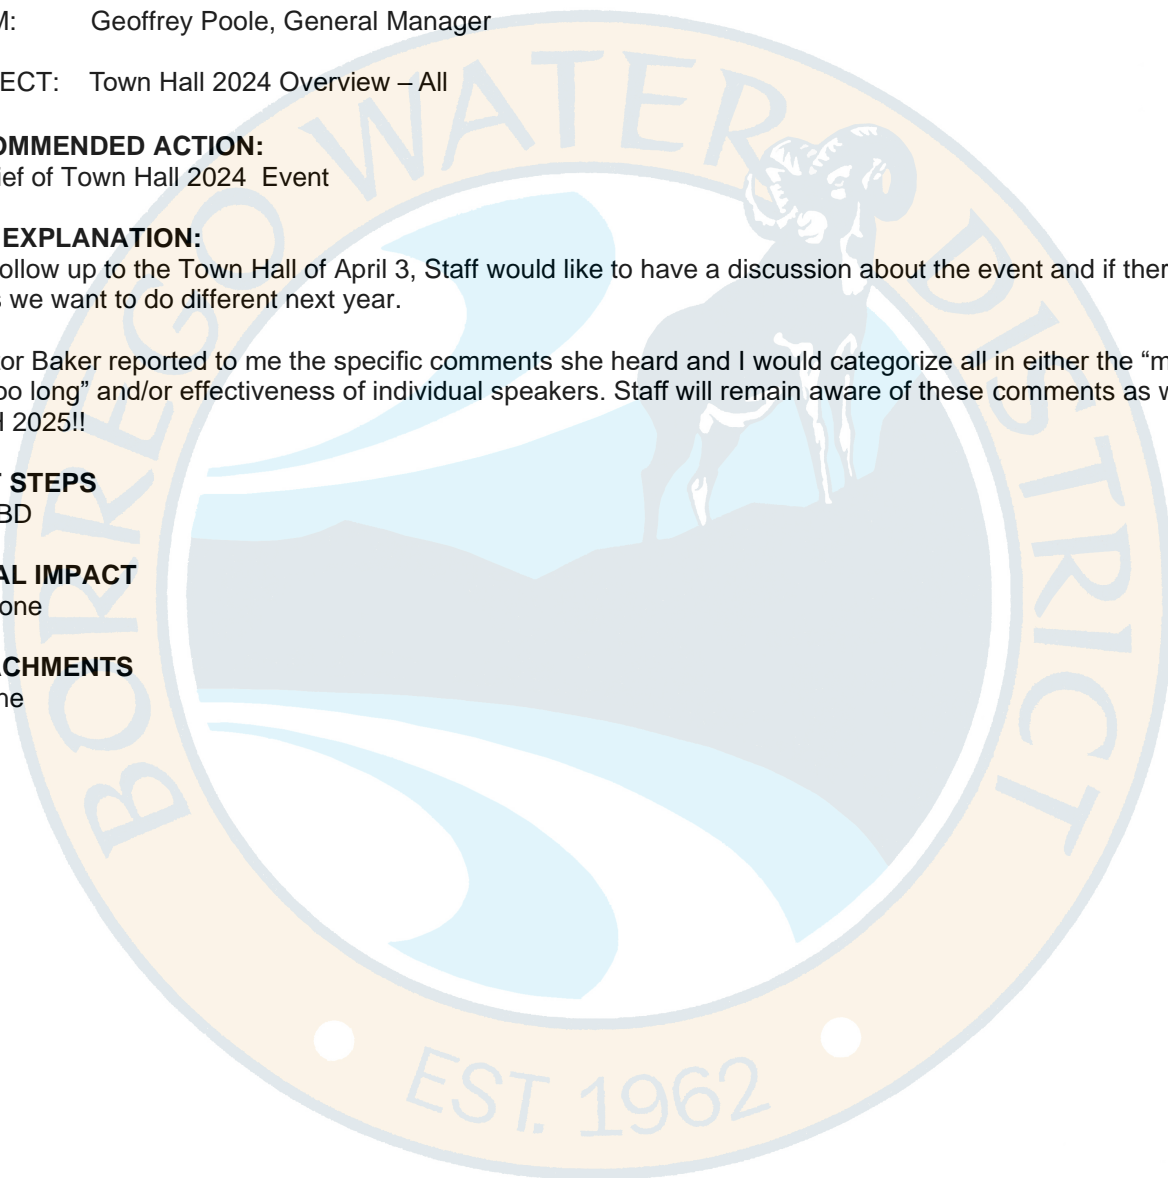 M: Geoffrey Poole, General Manager
ECT: Town Hall 2024 Overview – All
OMMENDED ACTION:
ief of Town Hall 2024 Event
EXPLANATION:
ollow up to the Town Hall of April 3, Staff would like to have a discussion about the event and if ther
s we want to do different next year.
tor Baker reported to me the specific comments she heard and I would categorize all in either the “m
oo long” and/or effectiveness of individual speakers. Staff will remain aware of these comments as w
H 2025!!
T STEPS
BD
AL IMPACT
one
ACHMENTS
ne
BORREGO WATER DISTRICT
EST. 1962